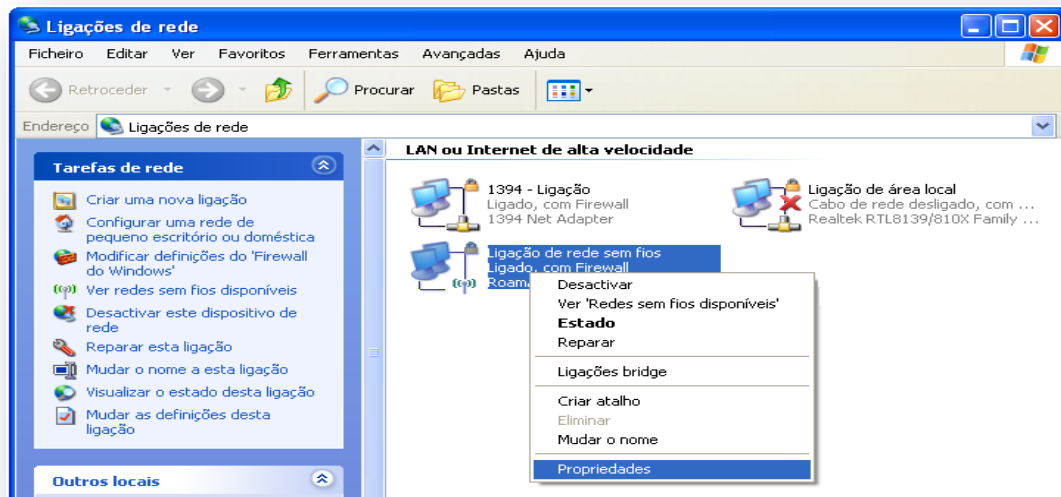 Ligações de rede
Ficheiro Editar Ver Favoritos Ferramentas Avançadas Ajuda
Retroceder Procurar Pastas
Endereço Ligações de rede
Tarefas de rede
Criar uma nova ligação
Configurar uma rede de
pequeno escritório ou doméstica
Modificar definições do 'Firewall
do Windows'
Ver redes sem fios disponíveis
Desactivar este dispositivo de
rede
Reparar esta ligação
Mudar o nome a esta ligação
Visualizar o estado desta ligação
Mudar as definições desta
ligação
Outros locais
LAN ou Internet de alta velocidade
1394 - Ligação
Ligado, com Firewall
1394 Net Adapter
Ligação de área local
Cabo de rede desligado, com ...
Realtek RTL8139/810X Family ...
Ligação de rede sem fios
Ligado, com Firewall
Desactivar
Ver 'Redes sem fios disponíveis'
Estado
Reparar
Ligações bridge
Criar atalho
Eliminar
Mudar o nome
Propriedades